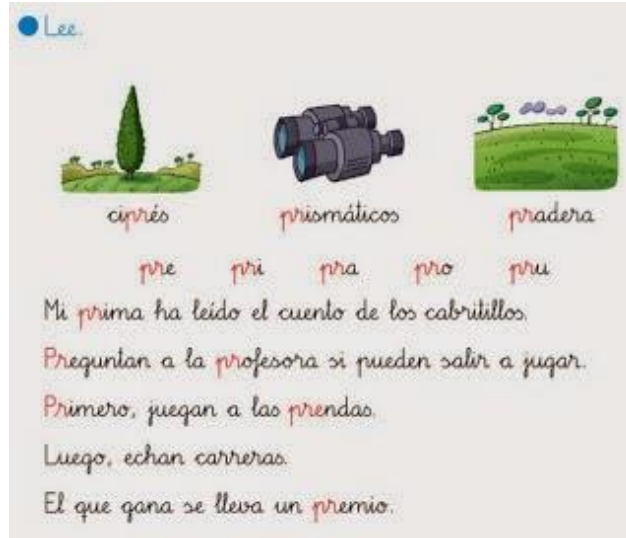 Lee.
ciprés prismáticos pradera
pre pri pra pro pru
Mi prima ha leído el cuento de los cabritillos.
Preguntan a la profesora si pueden salir a jugar.
Primero, juegan a las prendas.
Luego, echan carreras.
El que gana se lleva un premio.